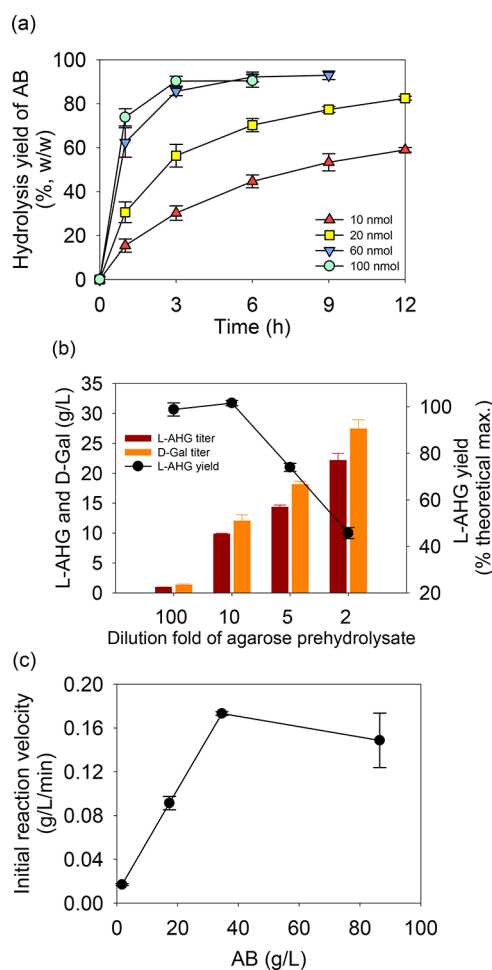 (a)
Hydrolysis yield of AB
(%, w/w)
100
80
60
40
20
0
10 nmol
20 nmol
60 nmol
100 nmol
0 3 6 9 12
Time (h)
(b)
L-AHG and D-Gal (g/L)
35
30
25
20
15
10
5
0
L-AHG titer
D-Gal titer
L-AHG yield
100
80
60
40
20
L-AHG yield
(% theoretical max.)
100 10 5 2
Dilution fold of agarose prehydrolysate
(c)
Initial reaction velocity
(g/L/min)
0.20
0.16
0.12
0.08
0.04
0.00
0 20 40 60 80 100
AB (g/L)